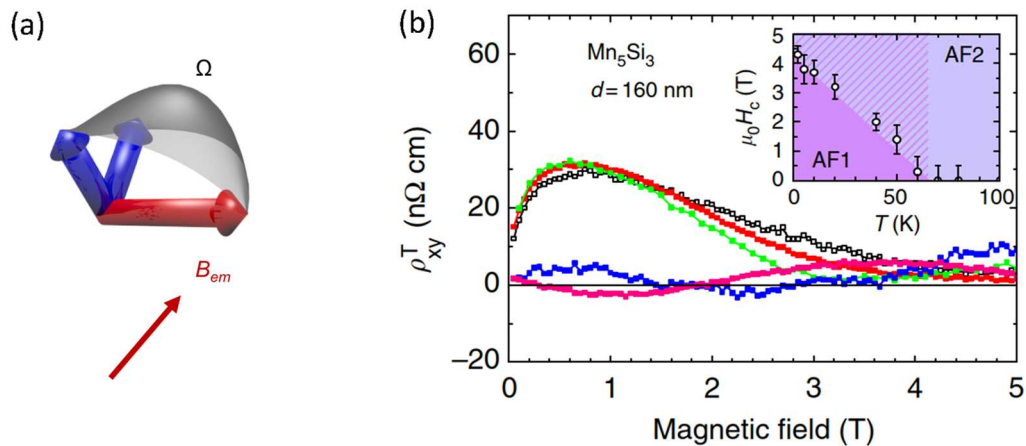 (a)
Ω
B_em
(b)
60
40
20
0
−20
ρ^T_xy (nΩ cm)
Mn₅Si₃
d = 160 nm
0 1 2 3 4 5
Magnetic field (T)
5
4
3
2
1
0
μ₀H_c (T)
AF2
AF1
0 50 100
T (K)